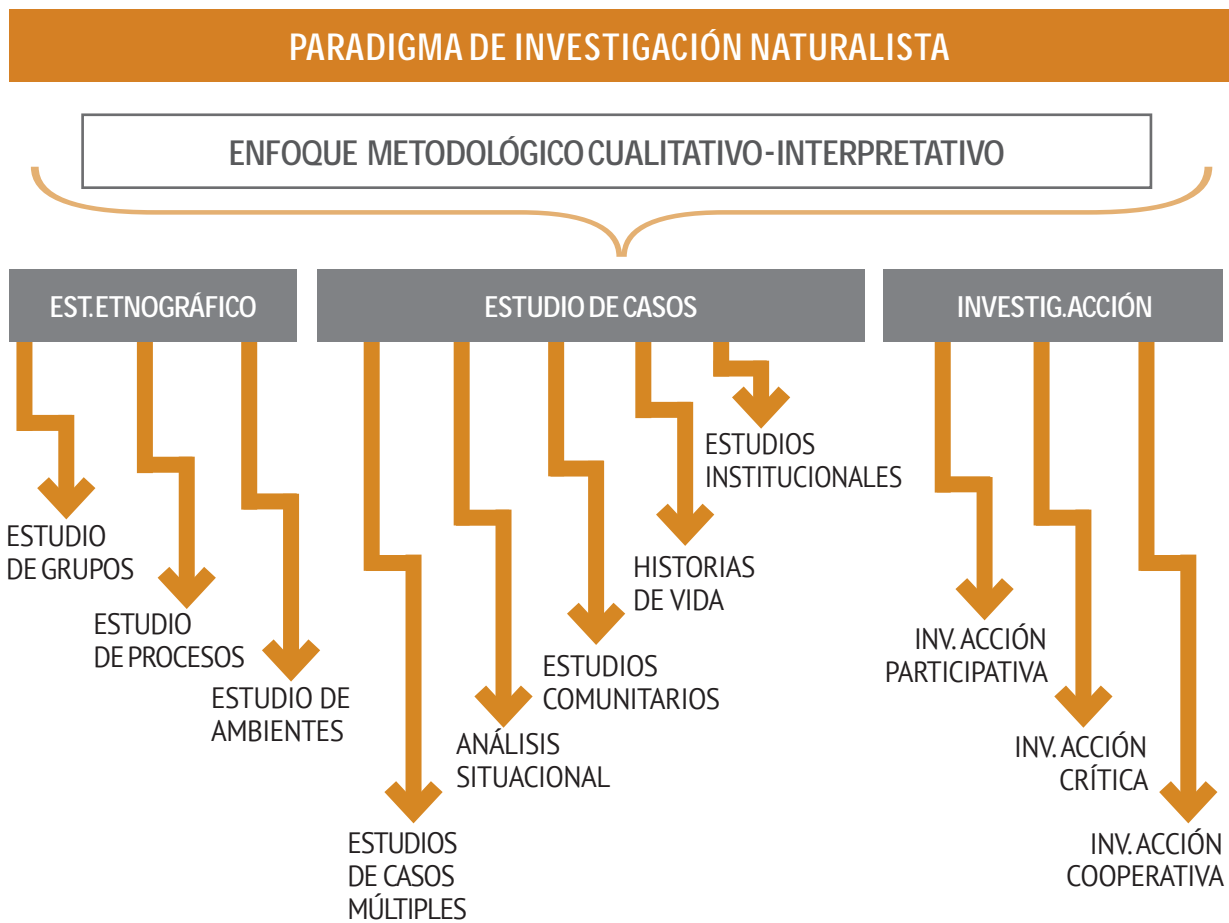 PARADIGMA DE INVESTIGACIÓN NATURALISTA
ENFOQUE METODOLÓGICO CUALITATIVO-INTERPRETATIVO
EST.ETNOGRÁFICO
ESTUDIO DE CASOS
INVESTIG.ACCIÓN
ESTUDIO
DE GRUPOS
ESTUDIO
DE PROCESOS
ESTUDIO DE
AMBIENTES
ESTUDIOS
DE CASOS
MÚLTIPLES
ANÁLISIS
SITUACIONAL
ESTUDIOS
COMUNITARIOS
HISTORIAS
DE VIDA
ESTUDIOS
INSTITUCIONALES
INV. ACCIÓN
PARTICIPATIVA
INV. ACCIÓN
CRÍTICA
INV. ACCIÓN
COOPERATIVA